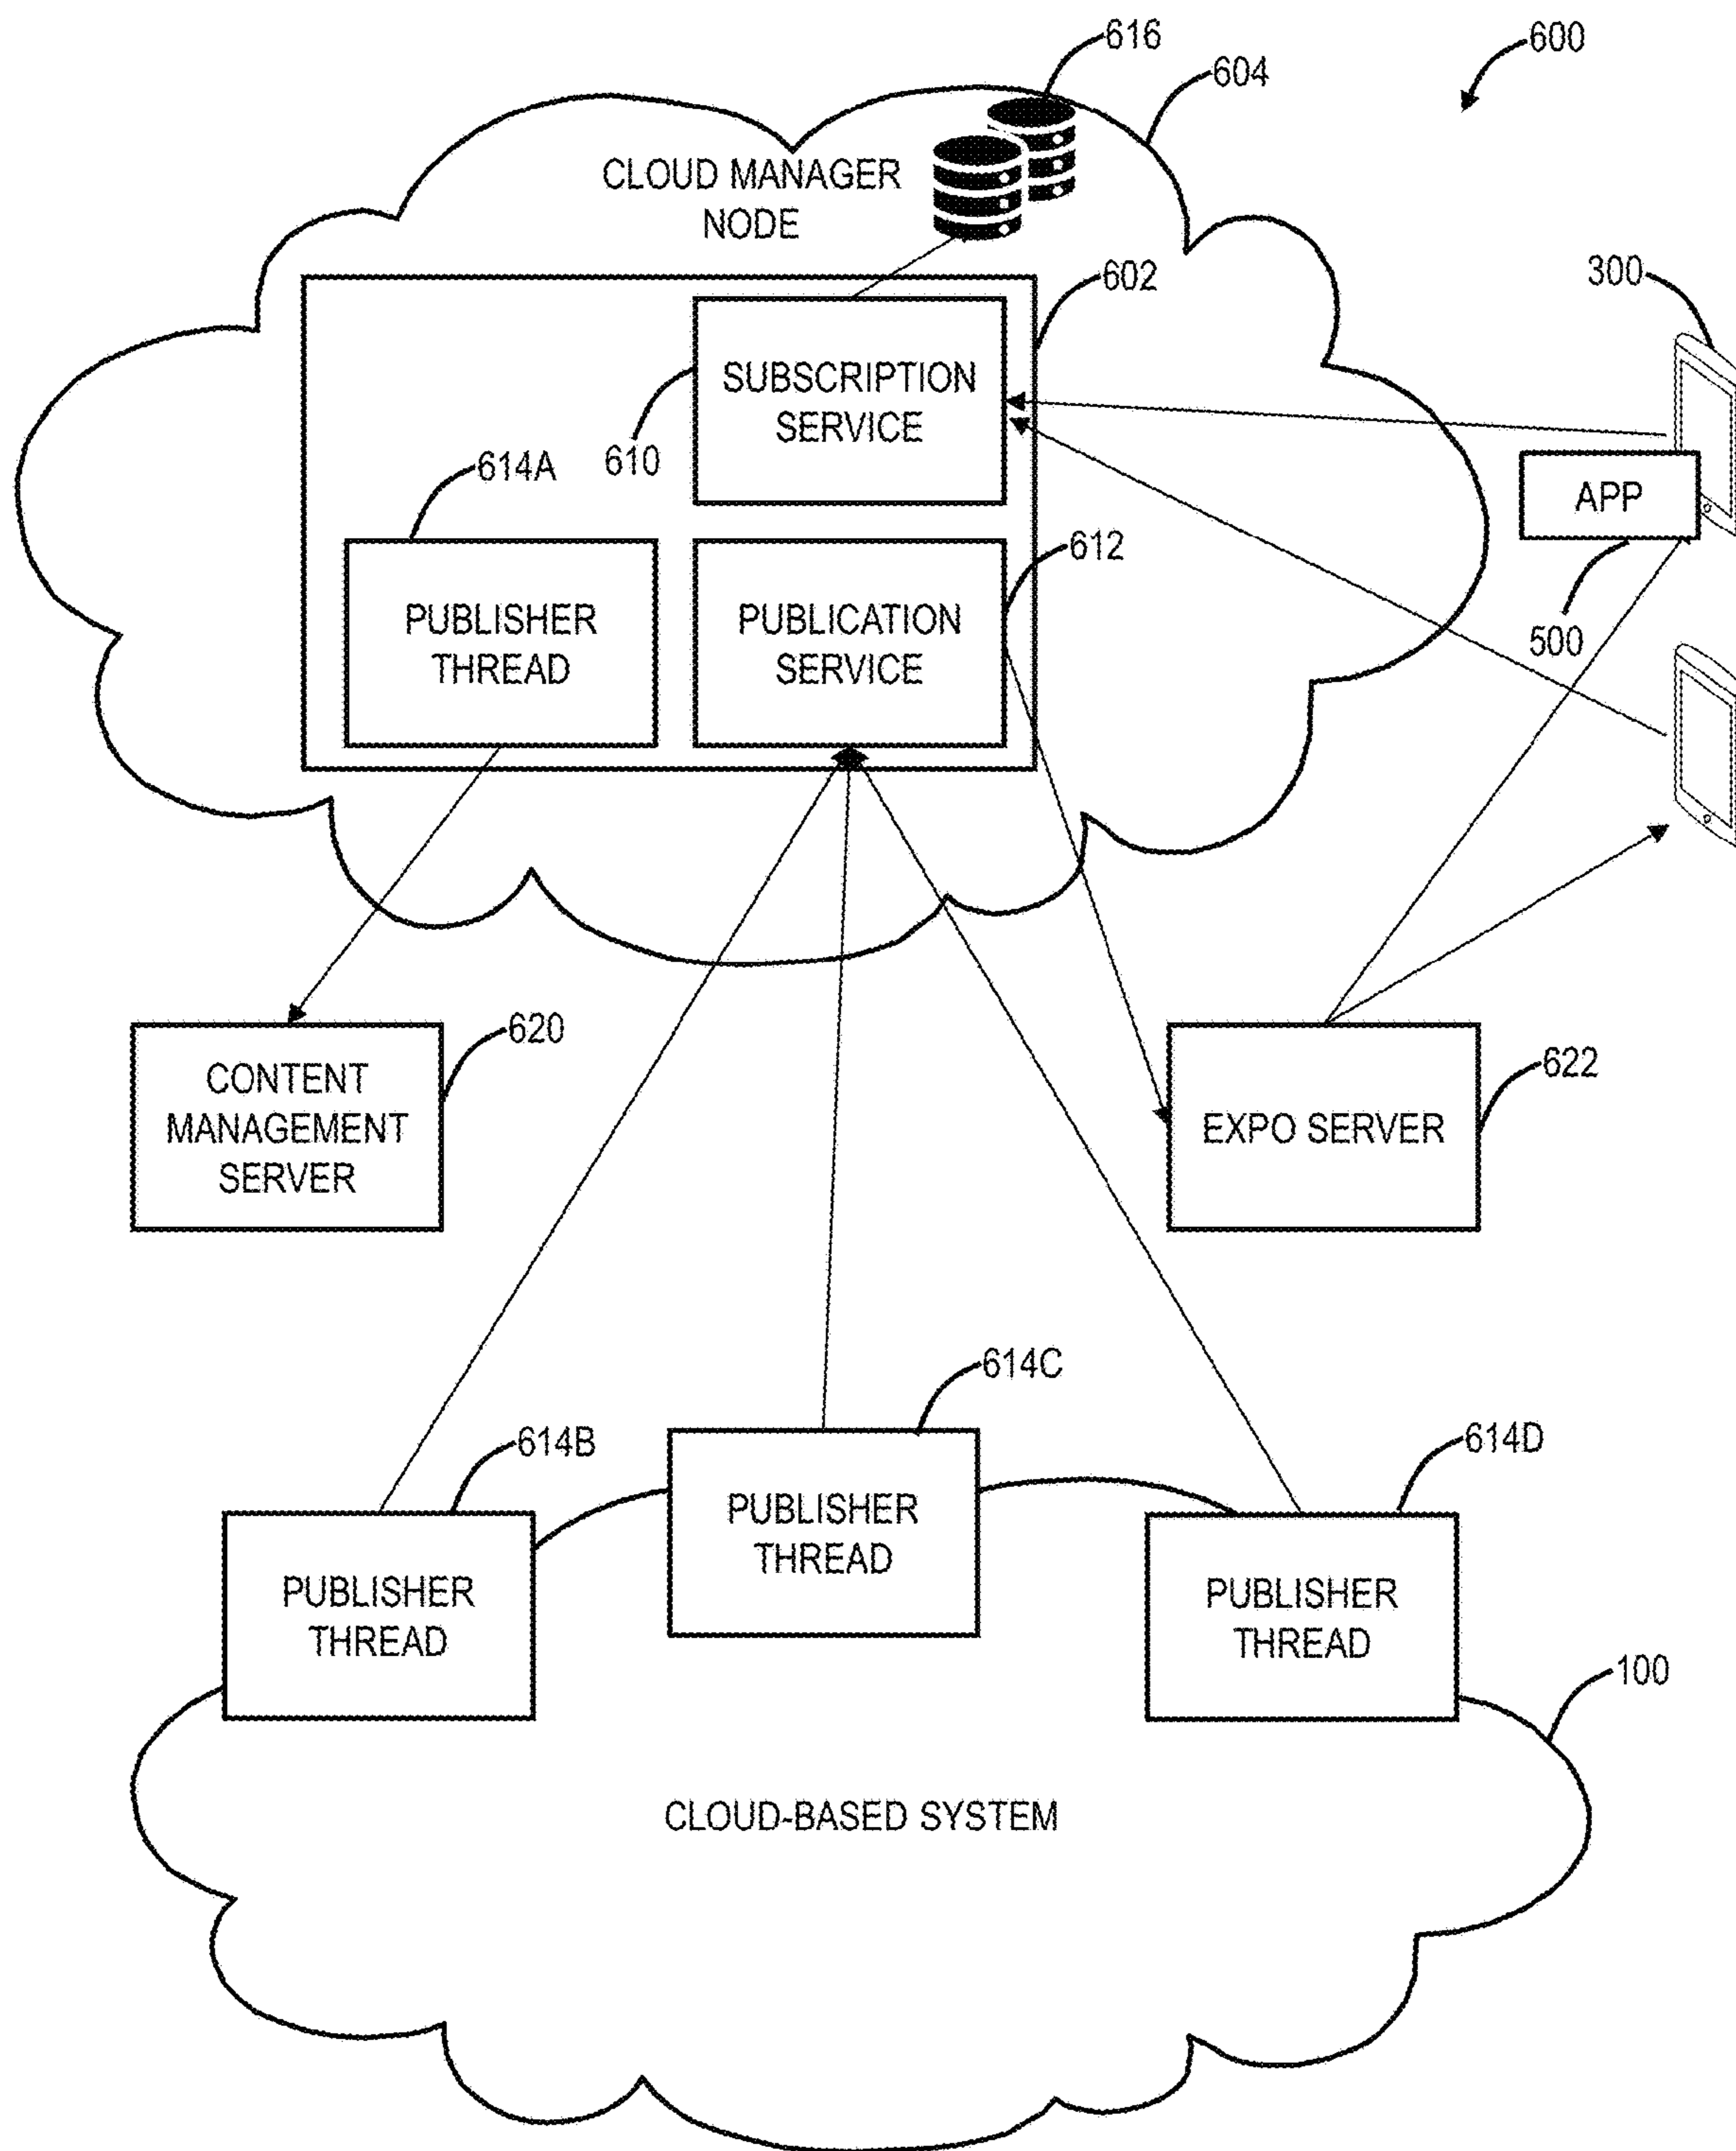 616
600
604
CLOUD MANAGER
NODE
602
300
SUBSCRIPTION
SERVICE
610
614A
APP
612
500
PUBLISHER
THREAD
PUBLICATION
SERVICE
620
CONTENT
MANAGEMENT
SERVER
622
EXPO SERVER
614C
614B
614D
PUBLISHER
THREAD
PUBLISHER
THREAD
PUBLISHER
THREAD
100
CLOUD-BASED SYSTEM